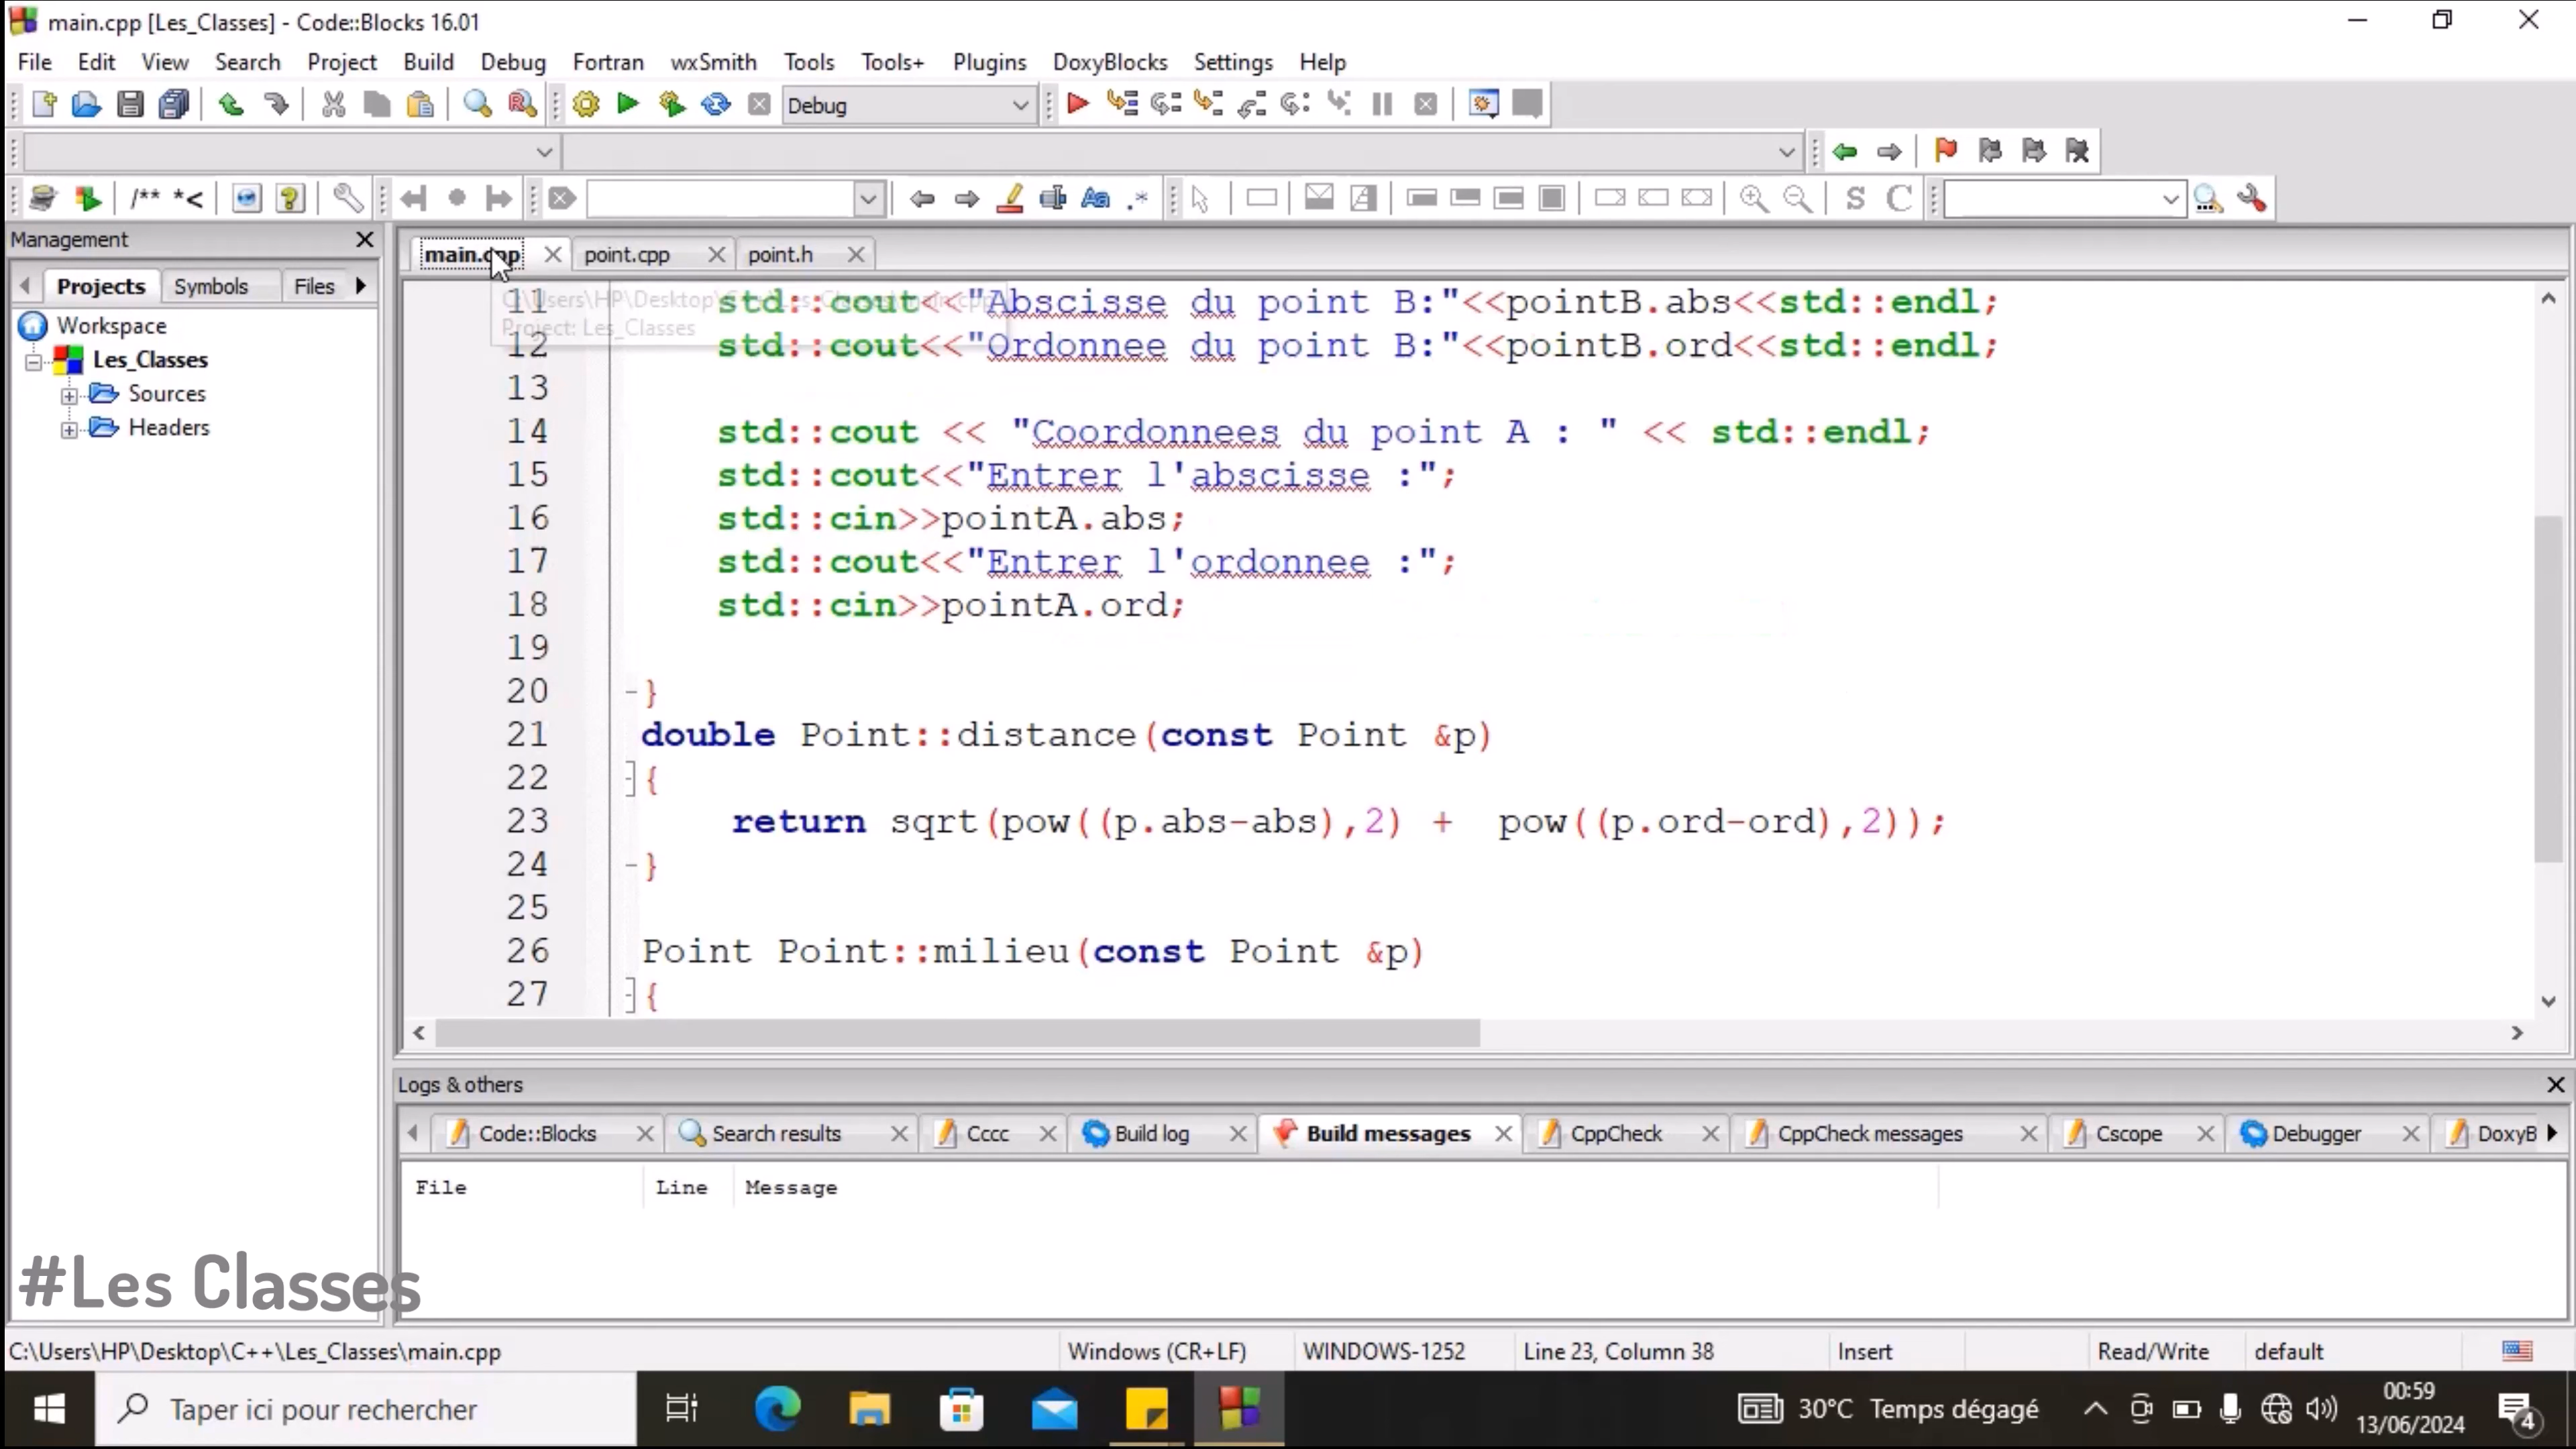 main.cpp [Les_Classes] - Code::Blocks 16.01
File Edit View Search Project Build Debug Fortran wxSmith Tools Tools+ Plugins DoxyBlocks Settings Help
Debug
/** *<
Aa .* S C
Management
main.cpp point.cpp point.h
Projects Symbols Files
Workspace
Les_Classes
Sources
Headers
Project: Les_Classes
11 std::cout<<"Abscisse du point B:"<<pointB.abs<<std::endl;
12 std::cout<<"Ordonnee du point B:"<<pointB.ord<<std::endl;
13
14 std::cout << "Coordonnees du point A : " << std::endl;
15 std::cout<<"Entrer l'abscisse :";
16 std::cin>>pointA.abs;
17 std::cout<<"Entrer l'ordonnee :";
18 std::cin>>pointA.ord;
19
20 }
21 double Point::distance(const Point &p)
22 {
23 return sqrt(pow((p.abs-abs),2) +  pow((p.ord-ord),2));
24 }
25
26 Point Point::milieu(const Point &p)
27 {
Logs & others
Code::Blocks Search results Cccc Build log Build messages CppCheck CppCheck messages Cscope Debugger DoxyB
File Line Message
#Les Classes
C:\Users\HP\Desktop\C++\Les_Classes\main.cpp Windows (CR+LF) WINDOWS-1252 Line 23, Column 38 Insert Read/Write default
Taper ici pour rechercher
30°C Temps dégagé
00:59
13/06/2024
4